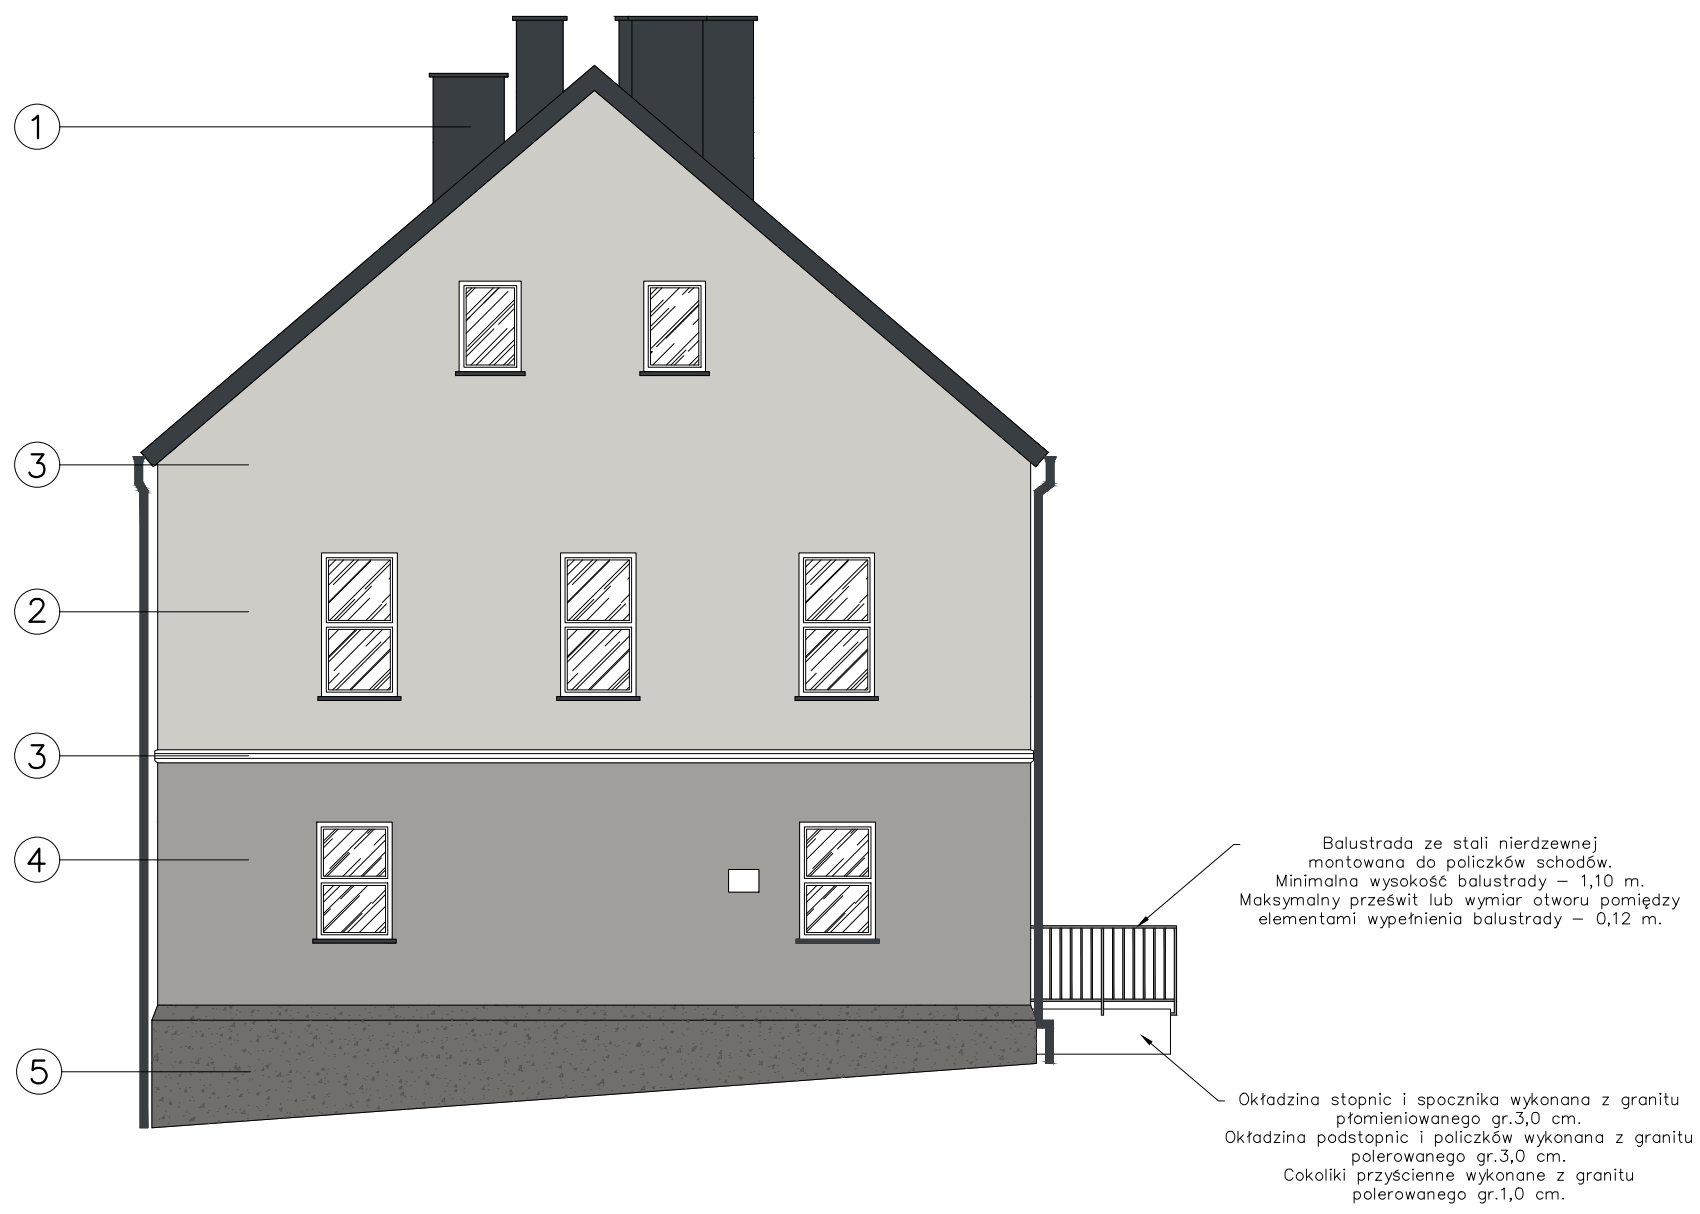 1
3
2
3
4
Balustrada ze stali nierdzewnej
montowana do policzków schodów.
Minimalna wysokość balustrady – 1,10 m.
Maksymalny prześwit lub wymiar otworu pomiędzy
elementami wypełnienia balustrady – 0,12 m.
5
Okładzina stopnic i spocznika wykonana z granitu
płomieniowanego gr.3,0 cm.
Okładzina podstopnic i policzków wykonana z granitu
polerowanego gr.3,0 cm.
Cokoliki przyścienne wykonane z granitu
polerowanego gr.1,0 cm.